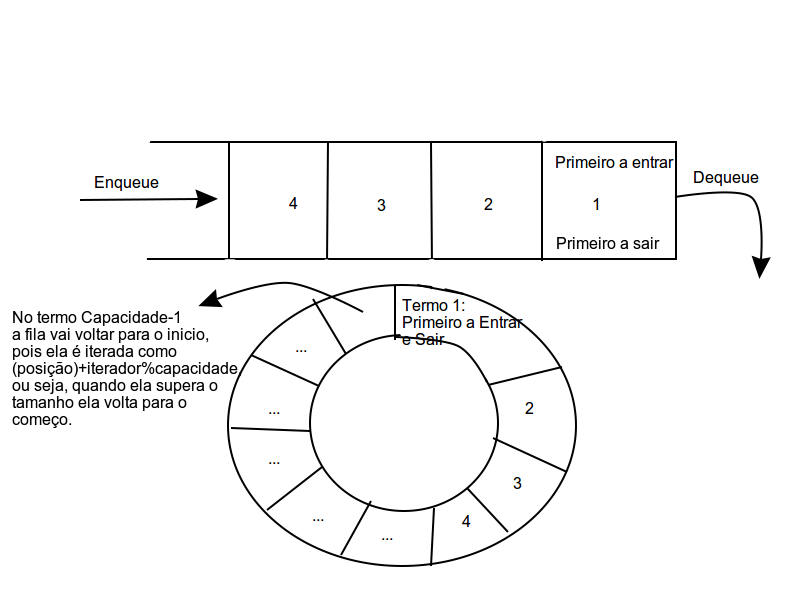 Primeiro a entrar
Enqueue
Dequeue
4
3
2
1
Primeiro a sair
No termo Capacidade-1
a fila vai voltar para o inicio,
pois ela é iterada como
(posição)+iterador%capacidade,
ou seja, quando ela supera o
tamanho ela volta para o
começo.
Termo 1:
Primeiro a Entrar
e Sair
2
3
4
...
...
...
...
...